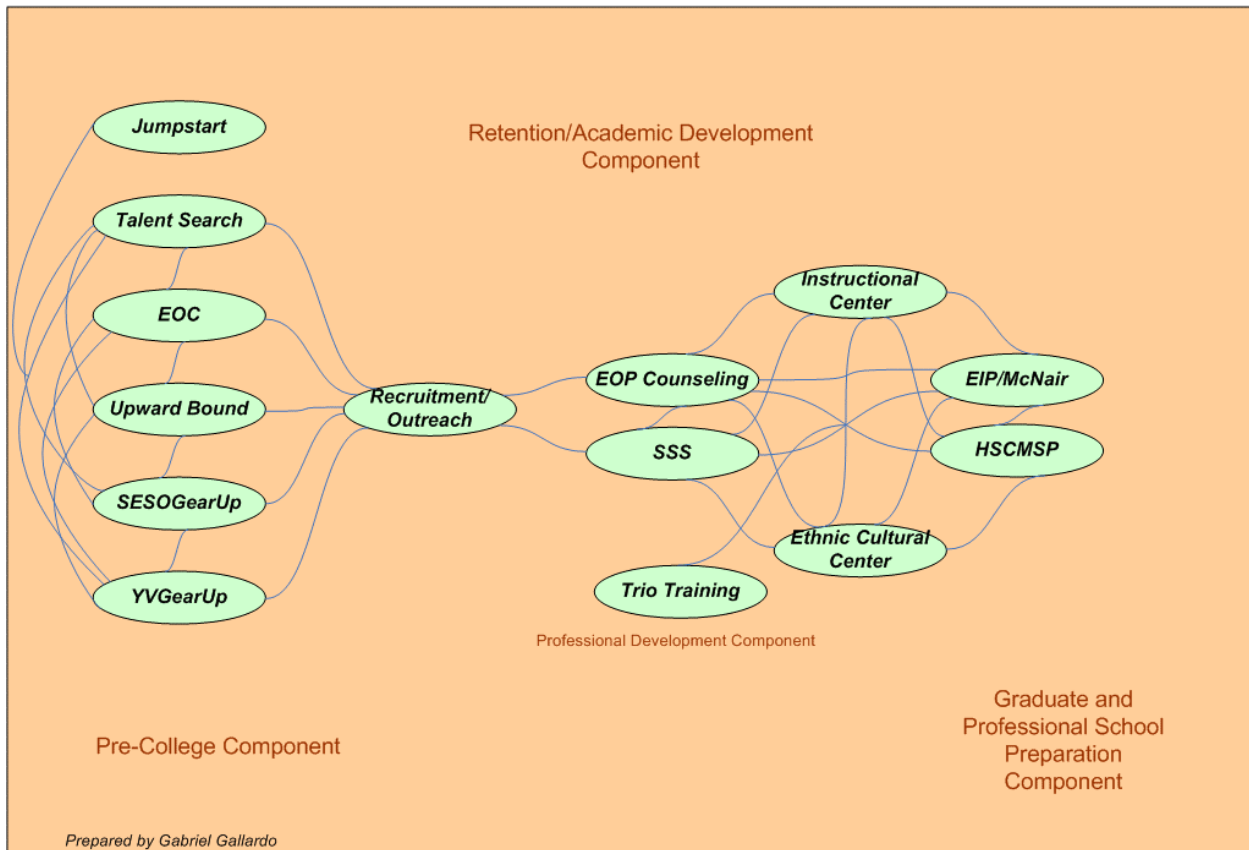 Jumpstart
Retention/Academic Development
Component
Talent Search
EOC
Upward Bound
SESOGearUp
YVGearUp
Recruitment/
Outreach
EOP Counseling
SSS
Instructional
Center
EIP/McNair
HSCMSP
Ethnic Cultural
Center
Trio Training
Professional Development Component
Pre-College Component
Graduate and
Professional School
Preparation
Component
Prepared by Gabriel Gallardo